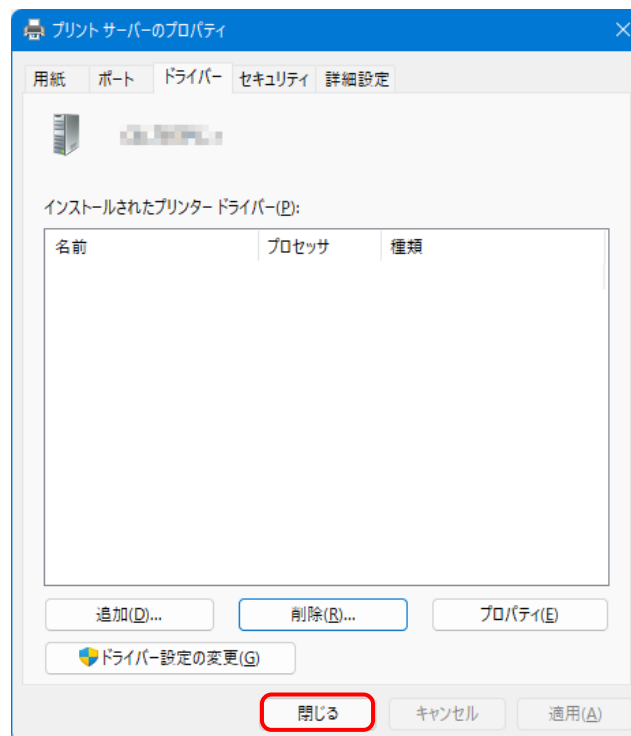 プリント サーバーのプロパティ
用紙 ポート ドライバー セキュリティ 詳細設定
インストールされたプリンター ドライバー(P):
名前 プロセッサ 種類
追加(D)... 削除(R)... プロパティ(E)
ドライバー設定の変更(G)
閉じる キャンセル 適用(A)